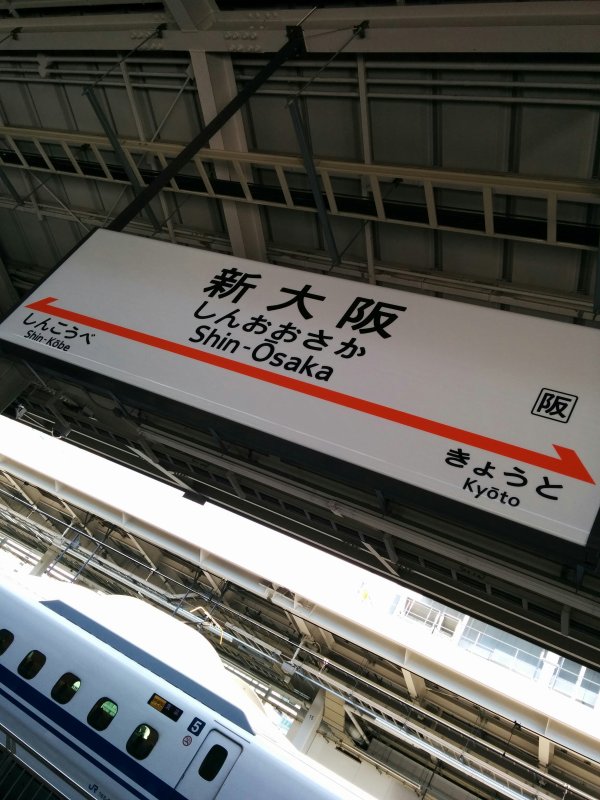 新大阪
しんおおさか
Shin-Ōsaka
しんこうべ
Shin-Kōbe
阪
きょうと
Kyōto
5
JR